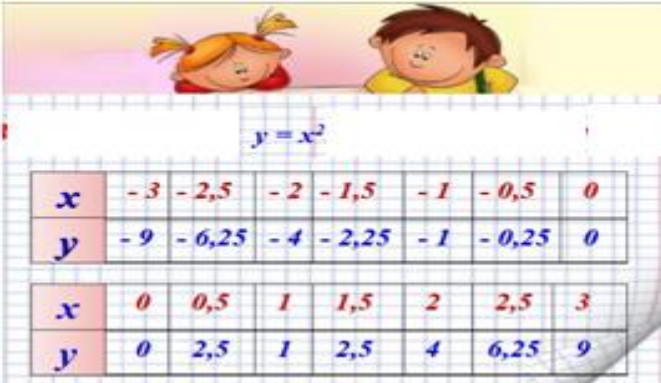 y = x²
x - 3 - 2,5 - 2 - 1,5 - 1 - 0,5 0
y - 9 - 6,25 - 4 - 2,25 - 1 - 0,25 0
x 0 0,5 1 1,5 2 2,5 3
y 0 2,5 1 2,5 4 6,25 9